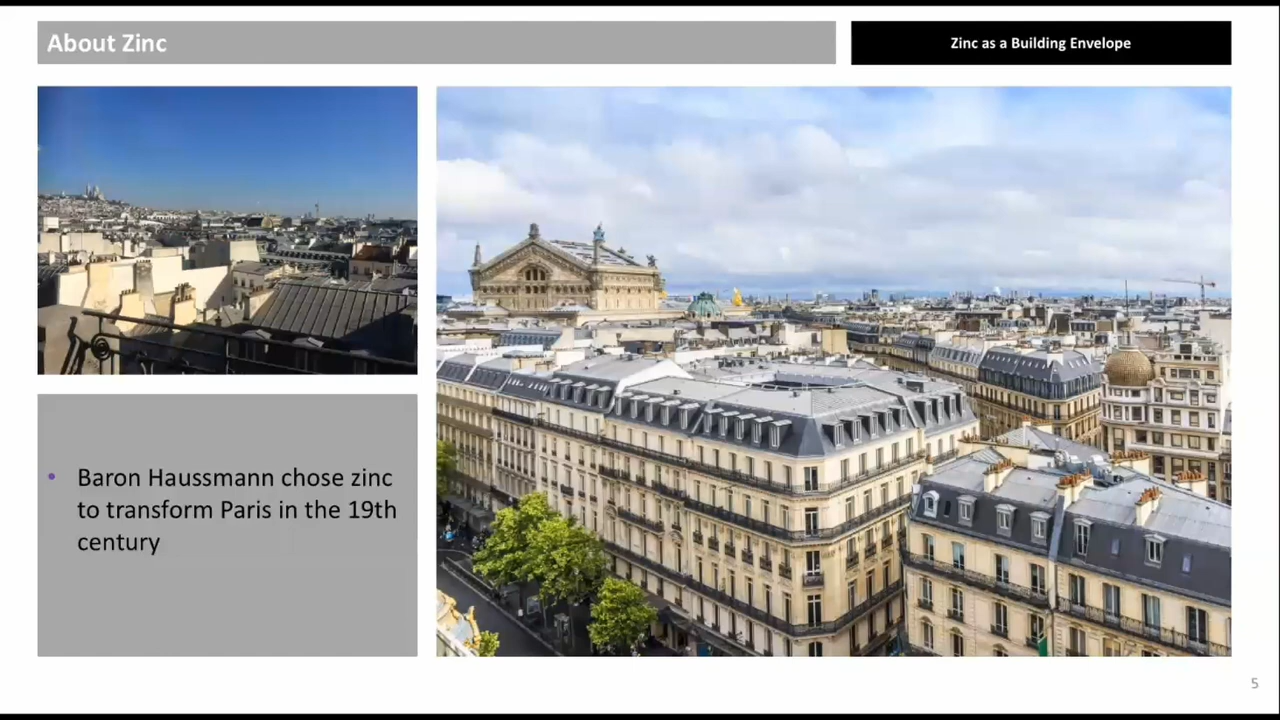 About Zinc
Zinc as a Building Envelope
• Baron Haussmann chose zinc
to transform Paris in the 19th
century
5